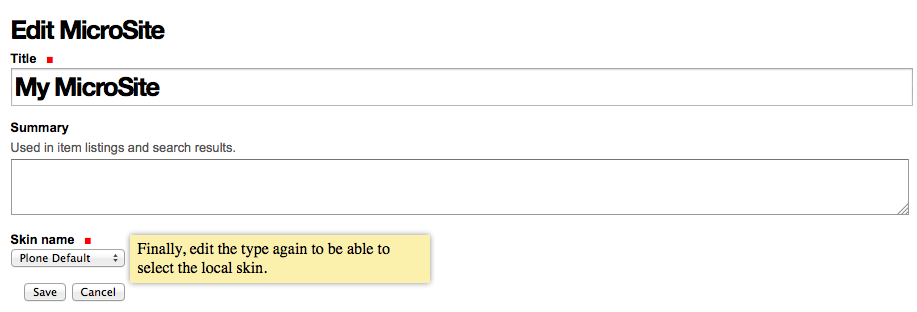 Edit MicroSite
Title
My MicroSite
Summary
Used in item listings and search results.
Skin name
Plone Default
Finally, edit the type again to be able to
select the local skin.
Save Cancel